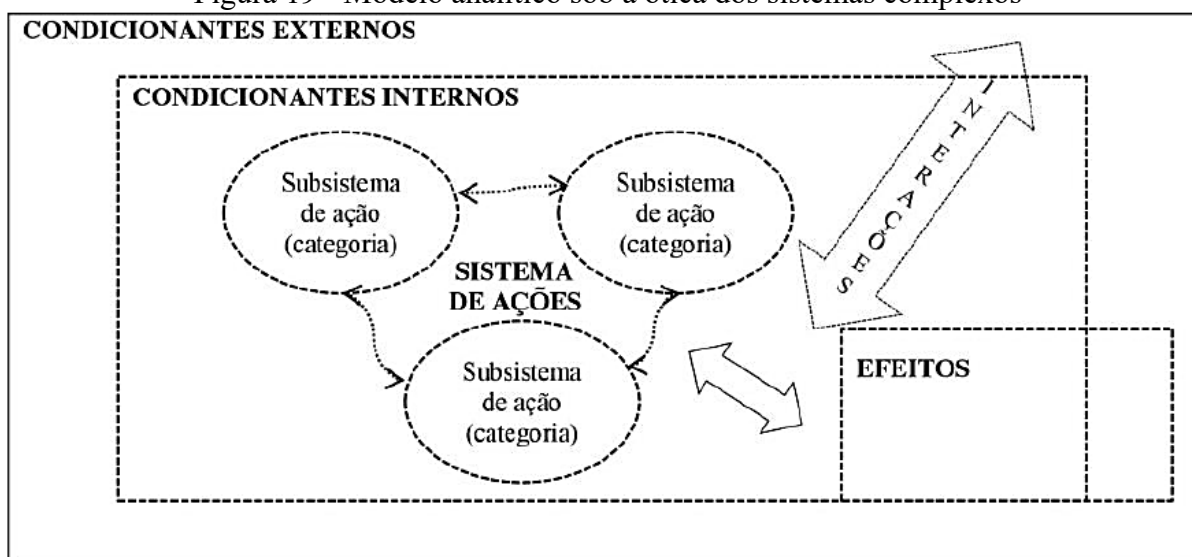 Figura 19 - Modelo analítico sob a ótica dos sistemas complexos
CONDICIONANTES EXTERNOS
CONDICIONANTES INTERNOS
INTERAÇÕES
Subsistema
de ação
(categoria)
Subsistema
de ação
(categoria)
SISTEMA
DE AÇÕES
Subsistema
de ação
(categoria)
EFEITOS